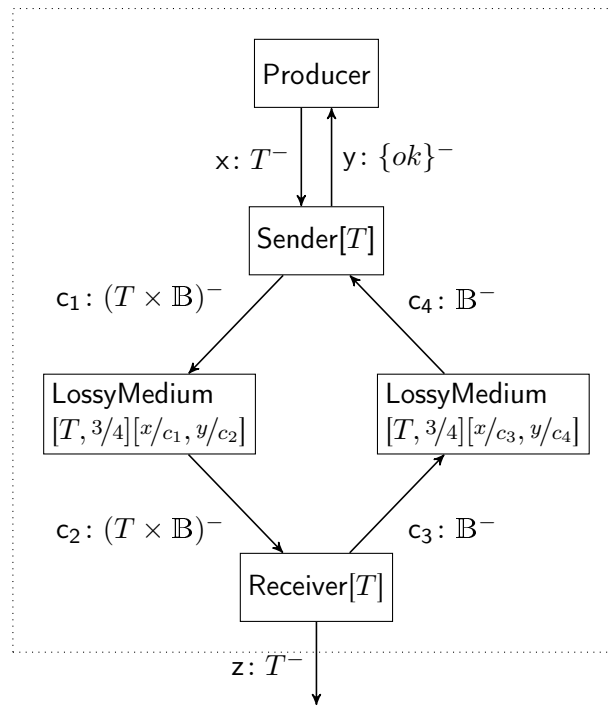 Producer
x: T⁻ y: {ok}⁻
Sender[T]
c₁: (T × 𝔹)⁻ c₄: 𝔹⁻
LossyMedium
[T, 3/4][x/c₁, y/c₂]
LossyMedium
[T, 3/4][x/c₃, y/c₄]
c₂: (T × 𝔹)⁻ c₃: 𝔹⁻
Receiver[T]
z: T⁻